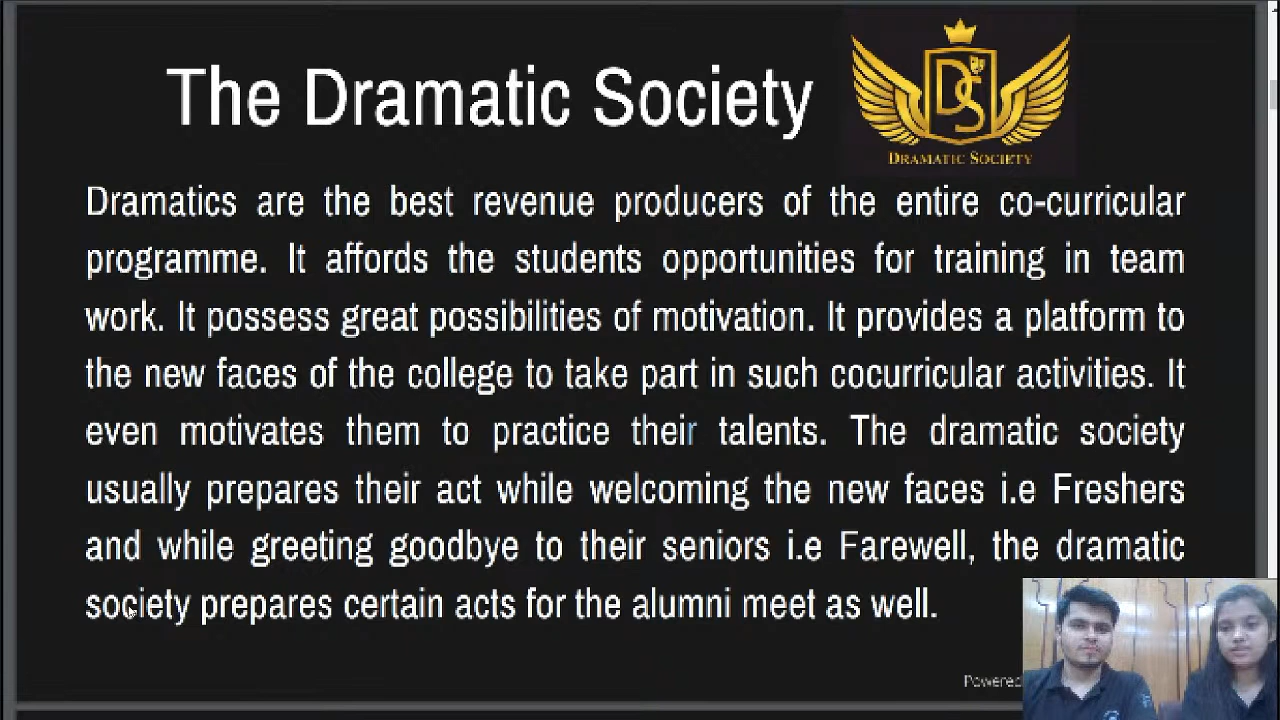 The Dramatic Society
DS
DRAMATIC SOCIETY
Dramatics are the best revenue producers of the entire co-curricular
programme. It affords the students opportunities for training in team
work. It possess great possibilities of motivation. It provides a platform to
the new faces of the college to take part in such cocurricular activities. It
even motivates them to practice their talents. The dramatic society
usually prepares their act while welcoming the new faces i.e Freshers
and while greeting goodbye to their seniors i.e Farewell, the dramatic
society prepares certain acts for the alumni meet as well.
Powered